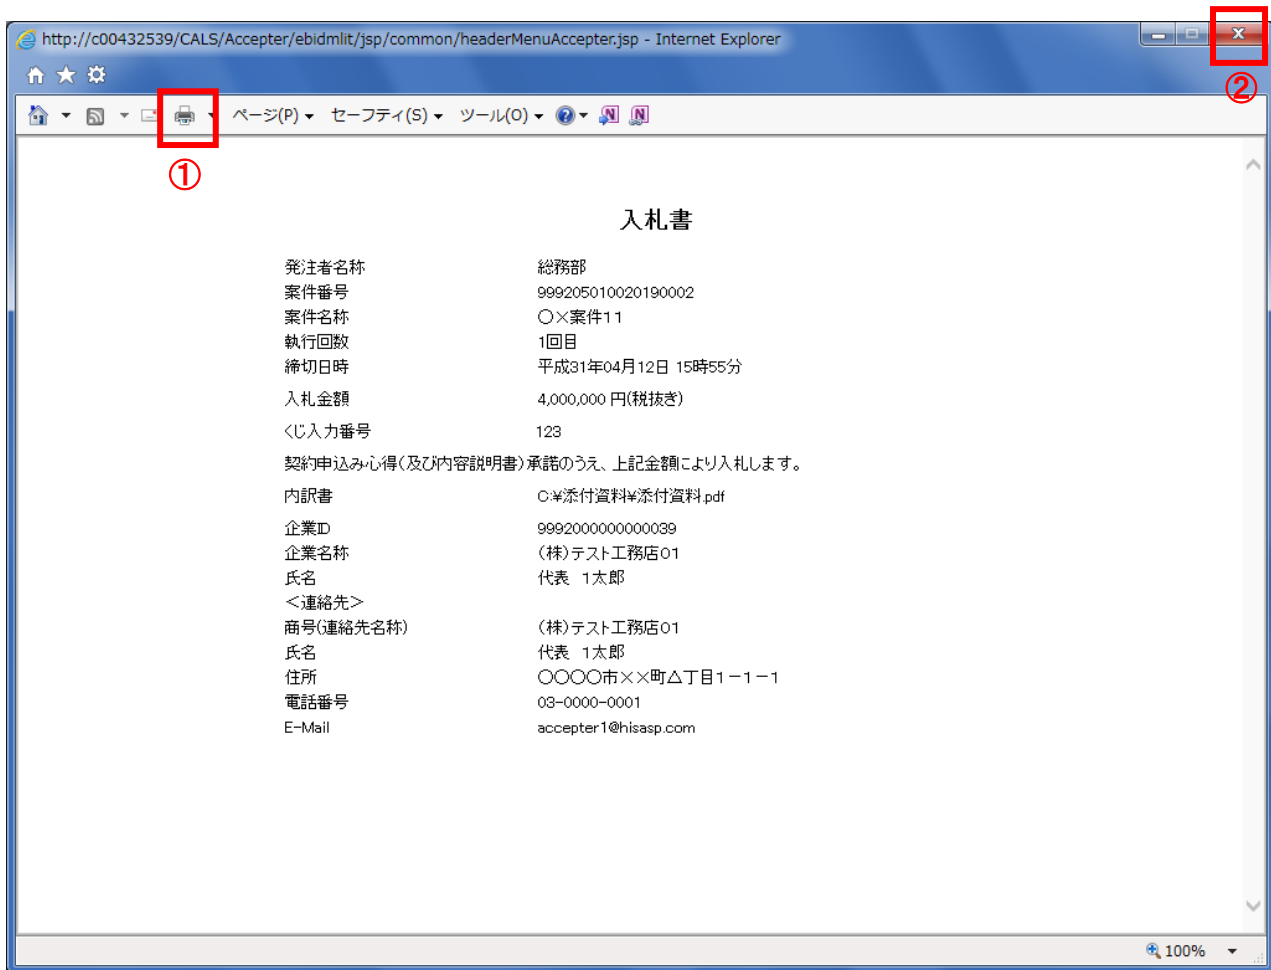 http://c00432539/CALS/Accepter/ebidmlit/jsp/common/headerMenuAccepter.jsp - Internet Explorer
②
ページ(P) セーフティ(S) ツール(O)
①
入札書
発注者名称 総務部
案件番号 999205010020190002
案件名称 〇×案件11
執行回数 1回目
締切日時 平成31年04月12日 15時55分
入札金額 4,000,000 円(税抜き)
くじ入力番号 123
契約申込み心得(及び内容説明書)承諾のうえ、上記金額により入札します。
内訳書 C:¥添付資料¥添付資料.pdf
企業ID 9992000000000039
企業名称 (株)テスト工務店01
氏名 代表 1太郎
<連絡先>
商号(連絡先名称) (株)テスト工務店01
氏名 代表 1太郎
住所 〇〇〇〇市××町△丁目1-1-1
電話番号 03-0000-0001
E-Mail accepter1@hisasp.com
100%